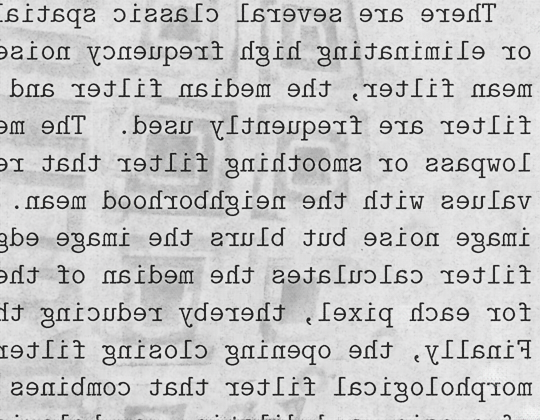 There are several classic spatial
or eliminating high frequency noise
mean filter, the median filter and
filter are frequently used. The me
lowpass or smoothing filter that re
values with the neighborhood mean.
image noise but blurs the image edg
filter calculates the median of the
for each pixel, thereby reducing th
Finally, the opening closing filter
morphological filter that combines